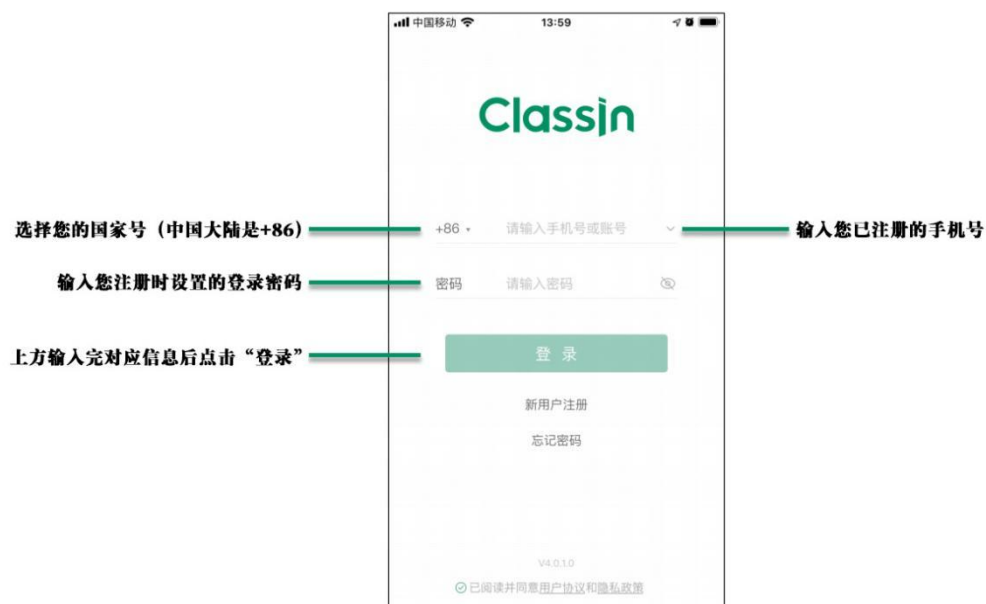 中国移动 13:59
ClassIn
选择您的国家号（中国大陆是+86）
+86 请输入手机号或账号
输入您已注册的手机号
输入您注册时设置的登录密码
密码 请输入密码
上方输入完对应信息后点击“登录”
登 录
新用户注册
忘记密码
V4.0.1.0
已阅读并同意用户协议和隐私政策